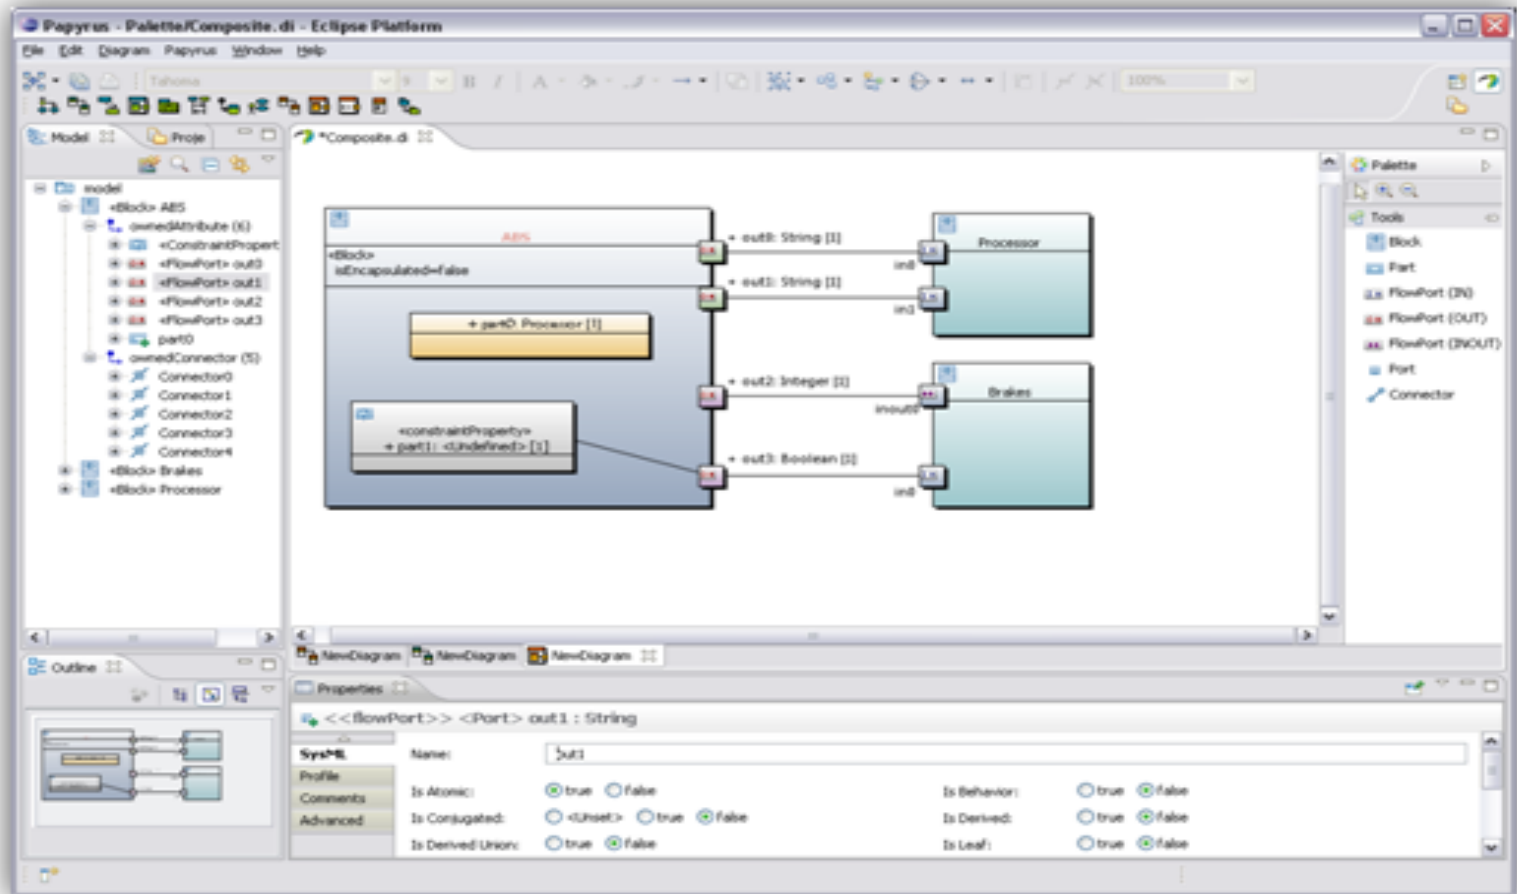 Papyrus - Palette/Composite.di - Eclipse Platform
File Edit Diagram Papyrus Window Help
Tahoma 9 B I A 100%
Model Proje
model
«Block» ABS
ownedAttribute (6)
«ConstraintPropert
«FlowPort» out0
«FlowPort» out1
«FlowPort» out2
«FlowPort» out3
part0
ownedConnector (5)
Connector0
Connector1
Connector2
Connector3
Connector4
«Block» Brakes
«Block» Processor
*Composite.di
ABS
«Block»
isEncapsulated=false
+ part0: Processor [1]
«constraintProperty»
+ part1: <Undefined> [1]
+ out0: String [1]
in0
+ out1: String [1]
in1
+ out2: Integer [1]
inout0
+ out3: Boolean [1]
in0
Processor
Brakes
Palette
Tools
Block
Part
FlowPort (IN)
FlowPort (OUT)
FlowPort (INOUT)
Port
Connector
NewDiagram NewDiagram NewDiagram
Outline
Properties
<<flowPort>> <Port> out1 : String
SysML
Profile
Comments
Advanced
Name: out1
Is Atomic: true false Is Behavior: true false
Is Conjugated: <Unset> true false Is Derived: true false
Is Derived Union: true false Is Leaf: true false